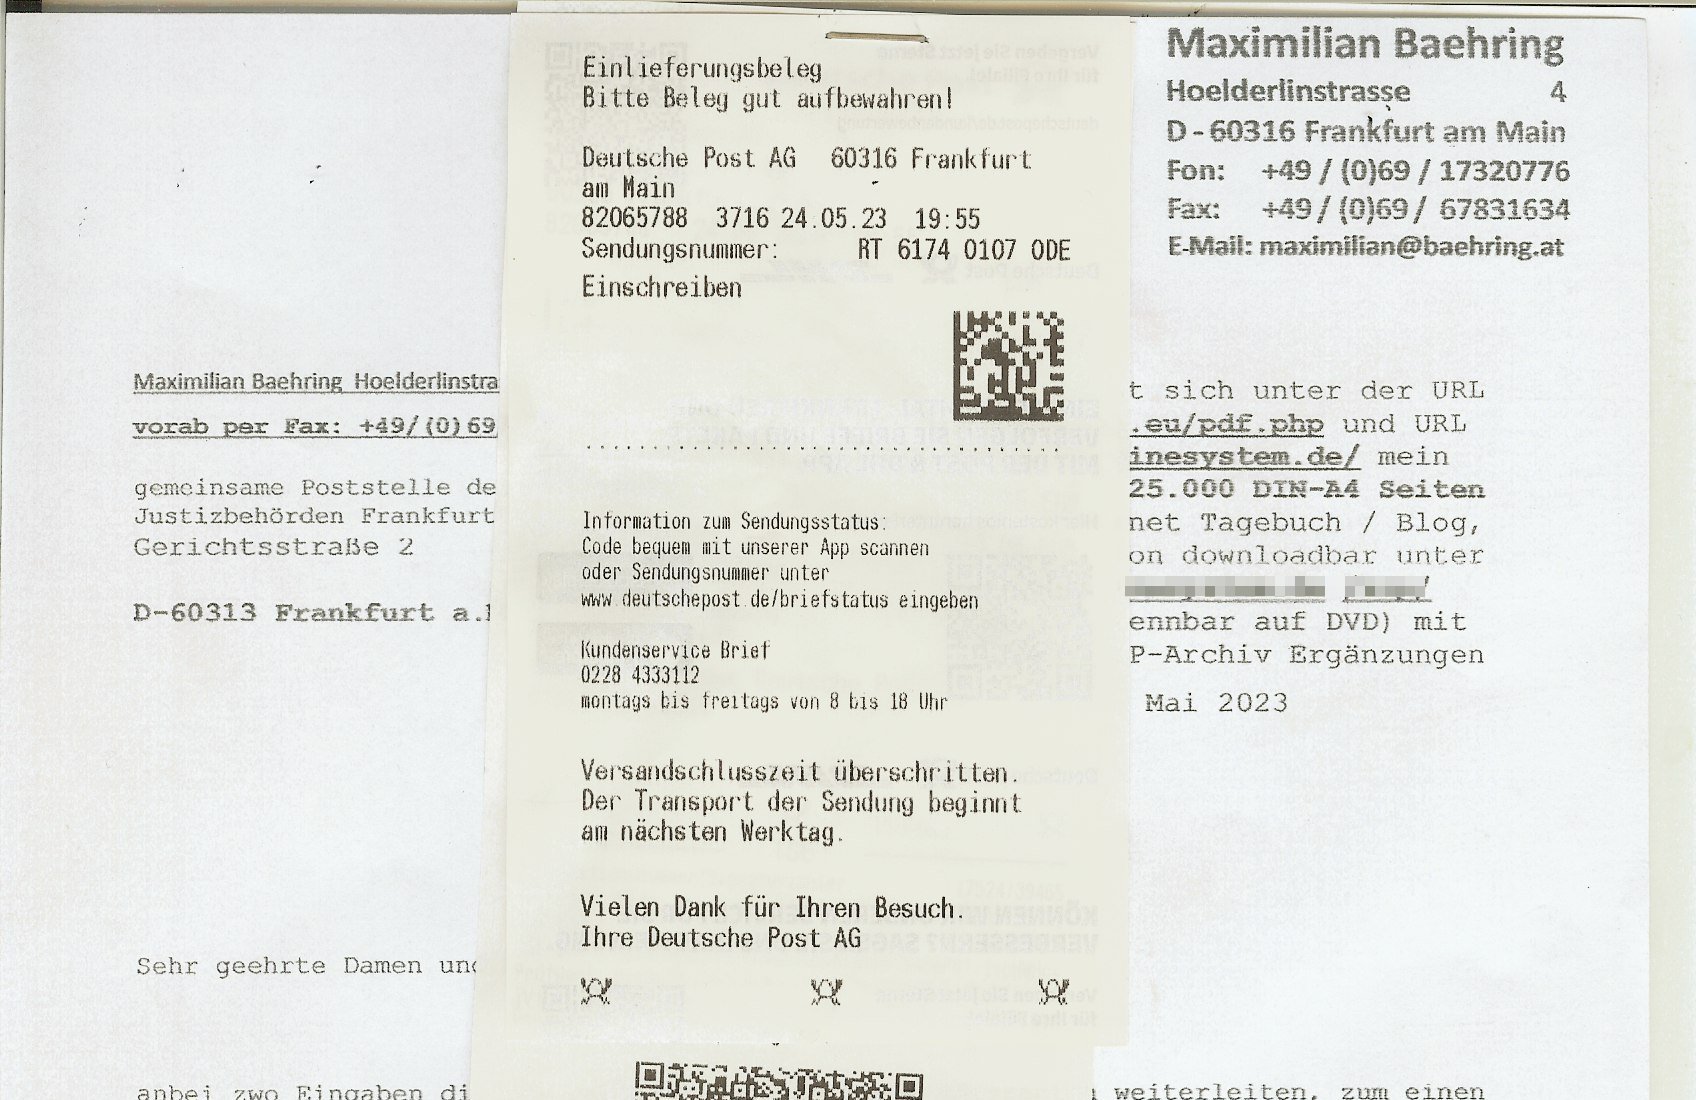 Maximilian Baehring
Hoelderlinstrasse 4
D - 60316 Frankfurt am Main
Fon: +49 / (0)69 / 17320776
Fax: +49 / (0)69 / 67831634
E-Mail: maximilian@baehring.at
Einlieferungsbeleg
Bitte Beleg gut aufbewahren!
Deutsche Post AG 60316 Frankfurt
am Main
82065788 3716 24.05.23 19:55
Sendungsnummer: RT 6174 0107 0DE
Einschreiben
Information zum Sendungsstatus:
Code bequem mit unserer App scannen
oder Sendungsnummer unter
www.deutschepost.de/briefstatus eingeben
Kundenservice Brief
0228 4333112
montags bis freitags von 8 bis 18 Uhr
Versandschlusszeit überschritten.
Der Transport der Sendung beginnt
am nächsten Werktag.
Vielen Dank für Ihren Besuch.
Ihre Deutsche Post AG
Maximilian Baehring Hoelderlinstra
vorab per Fax: +49/(0)69
gemeinsame Poststelle de
Justizbehörden Frankfurt
Gerichtsstraße 2
D-60313 Frankfurt a.
t sich unter der URL
.eu/pdf.php und URL
inesystem.de/ mein
25.000 DIN-A4 Seiten
net Tagebuch / Blog,
on downloadbar unter
ennbar auf DVD) mit
P-Archiv Ergänzungen
Mai 2023
Sehr geehrte Damen und
anbei zwo Eingaben di
weiterleiten, zum einen